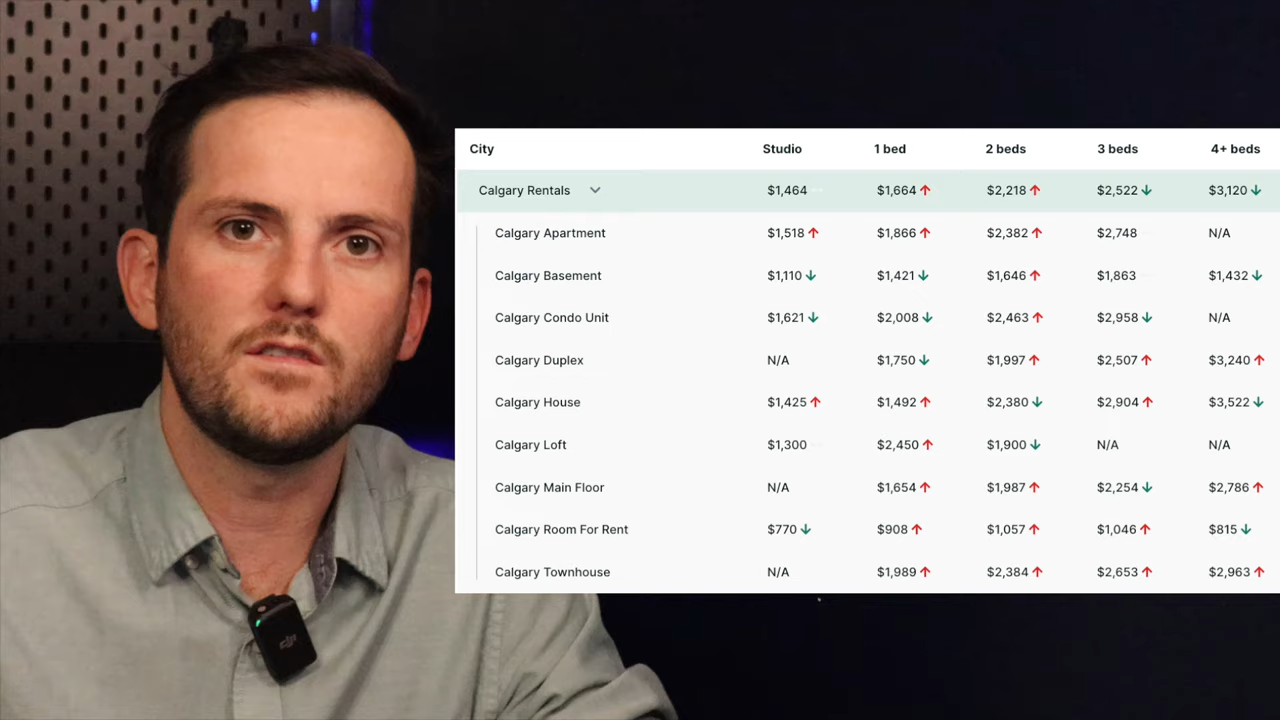 City Studio 1 bed 2 beds 3 beds 4+ beds
Calgary Rentals $1,464 $1,664 ↑ $2,218 ↑ $2,522 ↓ $3,120 ↓
Calgary Apartment $1,518 ↑ $1,866 ↑ $2,382 ↑ $2,748 N/A
Calgary Basement $1,110 ↓ $1,421 ↓ $1,646 ↑ $1,863 $1,432 ↓
Calgary Condo Unit $1,621 ↓ $2,008 ↓ $2,463 ↑ $2,958 ↓ N/A
Calgary Duplex N/A $1,750 ↓ $1,997 ↑ $2,507 ↑ $3,240 ↑
Calgary House $1,425 ↑ $1,492 ↑ $2,380 ↓ $2,904 ↑ $3,522 ↓
Calgary Loft $1,300 $2,450 ↑ $1,900 ↓ N/A N/A
Calgary Main Floor N/A $1,654 ↑ $1,987 ↑ $2,254 ↓ $2,786 ↑
Calgary Room For Rent $770 ↓ $908 ↑ $1,057 ↑ $1,046 ↑ $815 ↓
Calgary Townhouse N/A $1,989 ↑ $2,384 ↑ $2,653 ↑ $2,963 ↑
dji